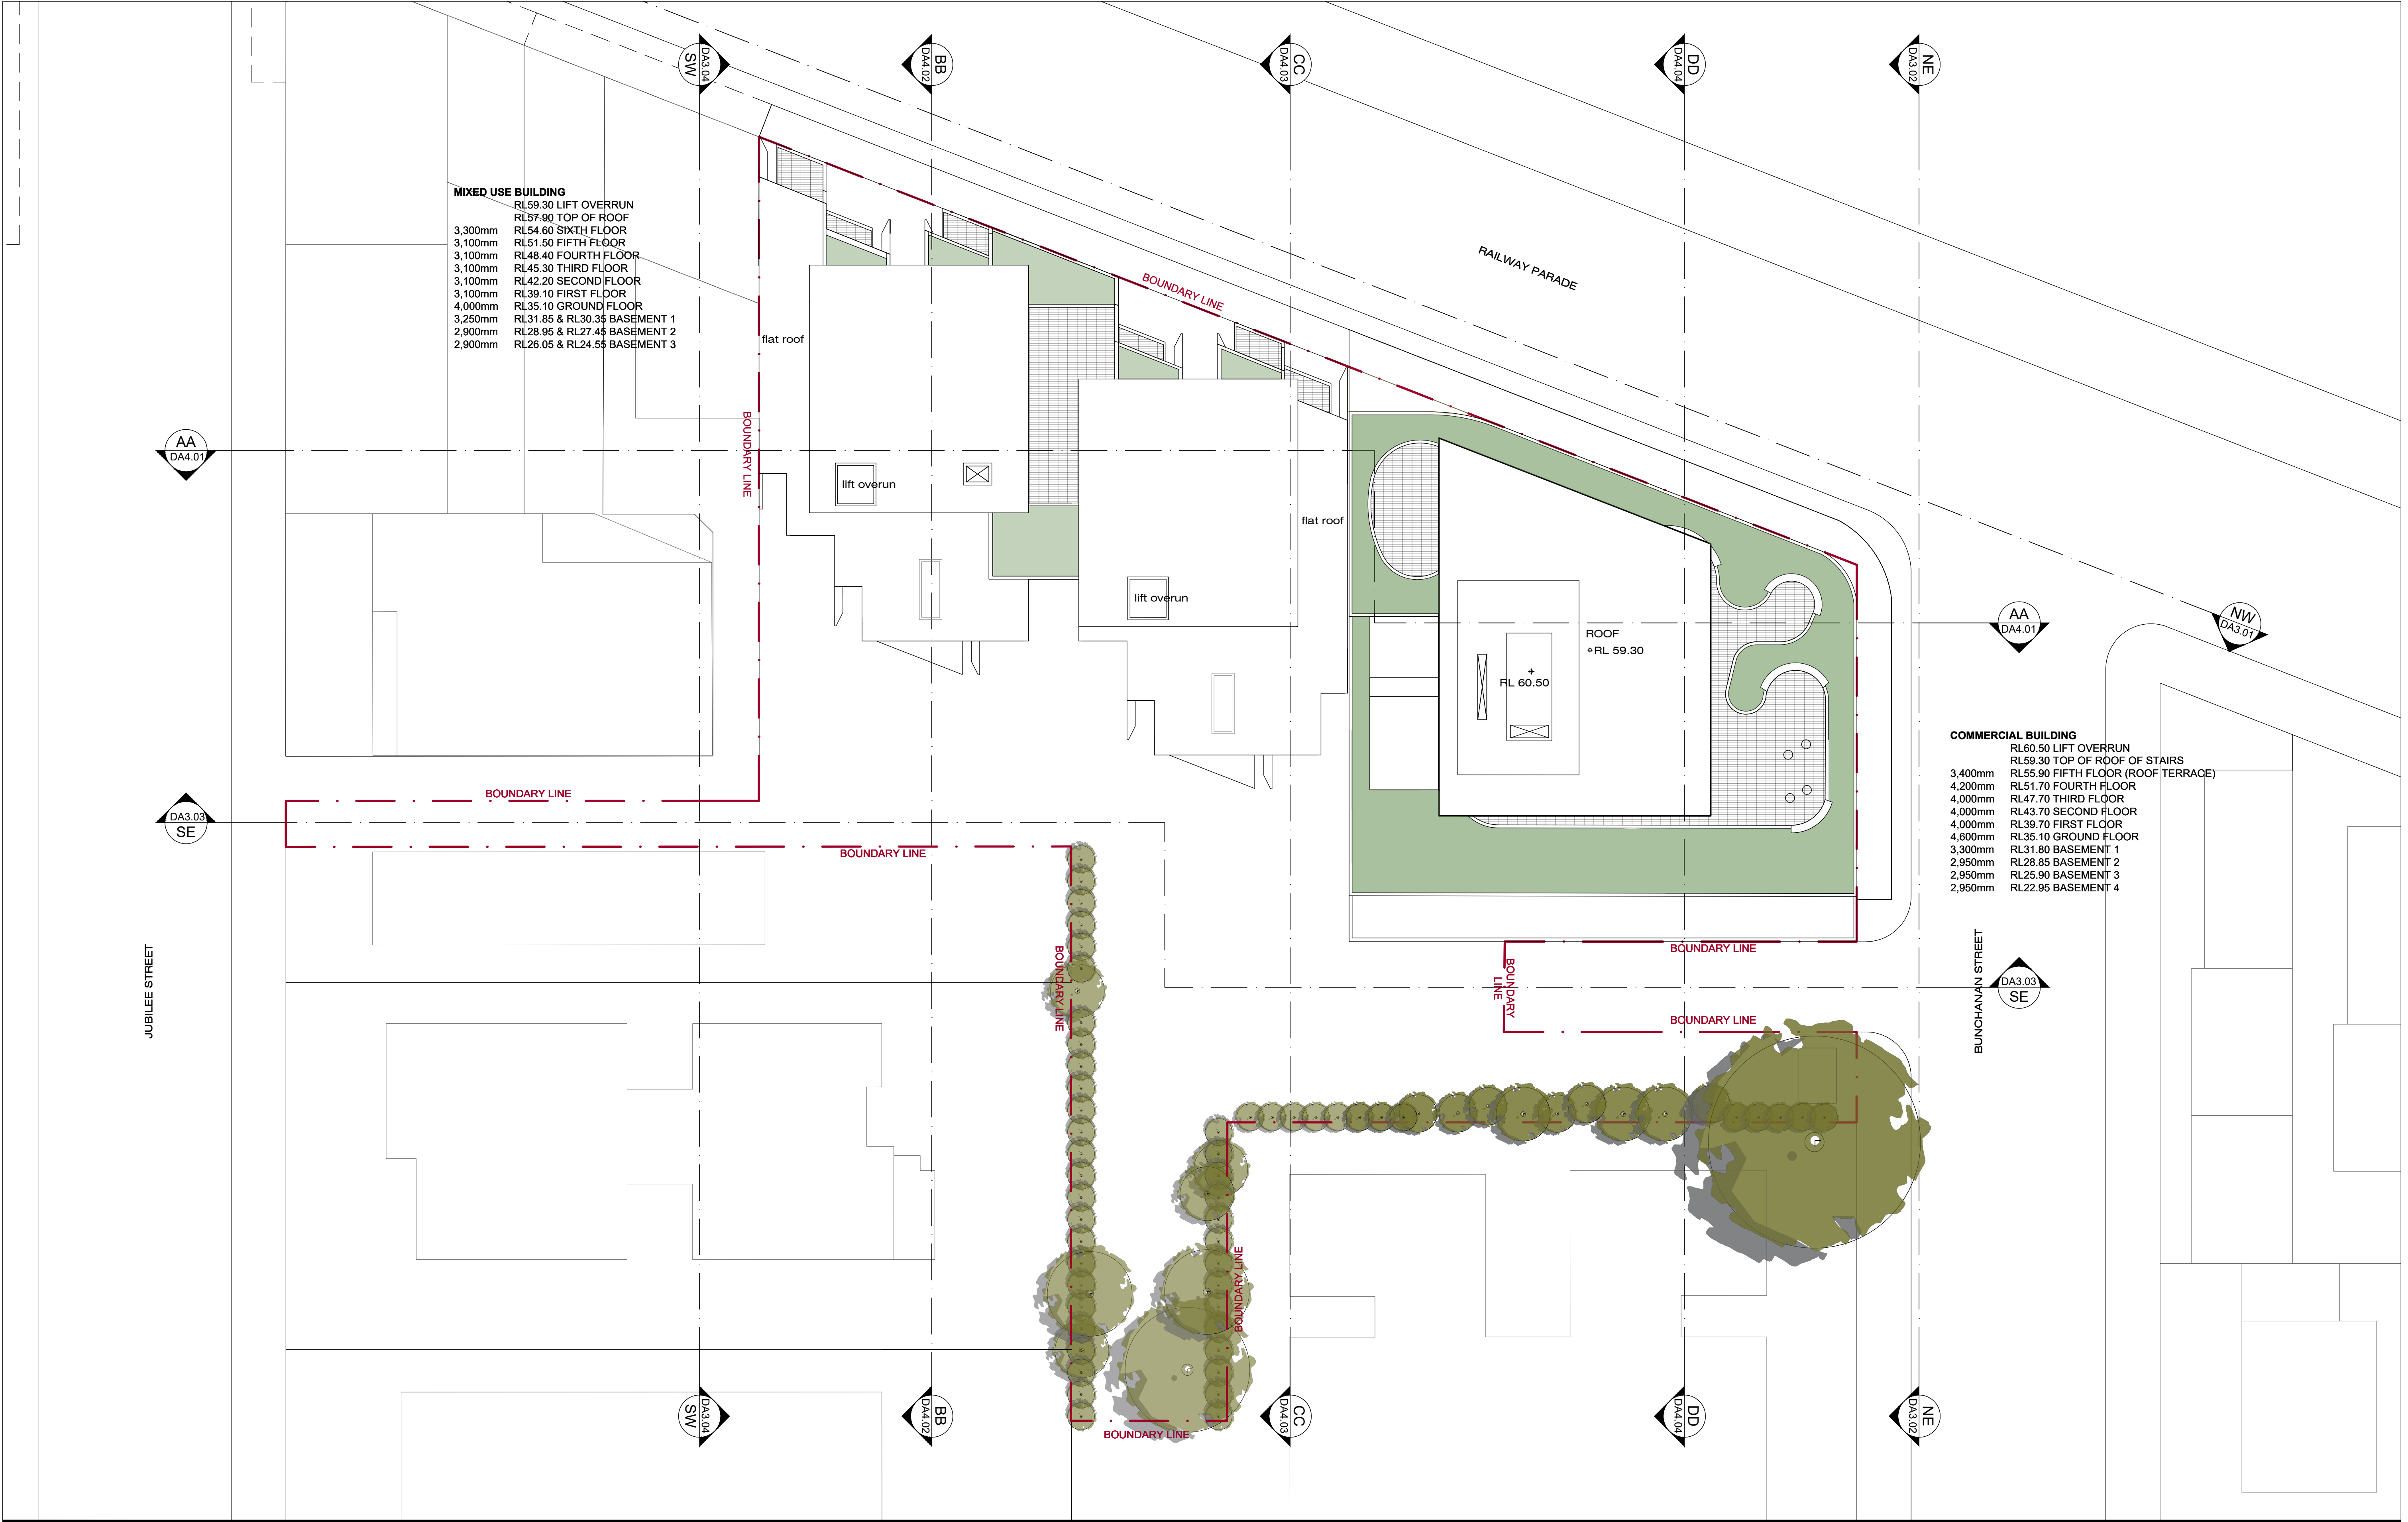 DA3.04
SW
BB
DA4.02
CC
DA4.03
DD
DA4.04
NE
DA3.02
MIXED USE BUILDING
RL59.30 LIFT OVERRUN
RL57.90 TOP OF ROOF
3,300mm RL54.60 SIXTH FLOOR
3,100mm RL51.50 FIFTH FLOOR
3,100mm RL48.40 FOURTH FLOOR
3,100mm RL45.30 THIRD FLOOR
3,100mm RL42.20 SECOND FLOOR
3,100mm RL39.10 FIRST FLOOR
4,000mm RL35.10 GROUND FLOOR
3,250mm RL31.85 & RL30.35 BASEMENT 1
2,900mm RL28.95 & RL27.45 BASEMENT 2
2,900mm RL26.05 & RL24.55 BASEMENT 3
RAILWAY PARADE
BOUNDARY LINE
flat roof
BOUNDARY LINE
AA
DA4.01
lift overun
flat roof
lift overun
AA
DA4.01
NW
DA3.01
ROOF
RL 59.30
RL 60.50
COMMERCIAL BUILDING
RL60.50 LIFT OVERRUN
RL59.30 TOP OF ROOF OF STAIRS
3,400mm RL55.90 FIFTH FLOOR (ROOF TERRACE)
4,200mm RL51.70 FOURTH FLOOR
4,000mm RL47.70 THIRD FLOOR
4,000mm RL43.70 SECOND FLOOR
4,000mm RL39.70 FIRST FLOOR
4,600mm RL35.10 GROUND FLOOR
3,300mm RL31.80 BASEMENT 1
2,950mm RL28.85 BASEMENT 2
2,950mm RL25.90 BASEMENT 3
2,950mm RL22.95 BASEMENT 4
BOUNDARY LINE
DA3.03
SE
BOUNDARY LINE
JUBILEE STREET
BOUNDARY LINE
BOUNDARY LINE
BOUNDARY
LINE
BUNCHANAN STREET
DA3.03
SE
BOUNDARY LINE
BOUNDARY LINE
BOUNDARY LINE
DA3.04
SW
BB
DA4.02
CC
DA4.03
DD
DA4.04
NE
DA3.02